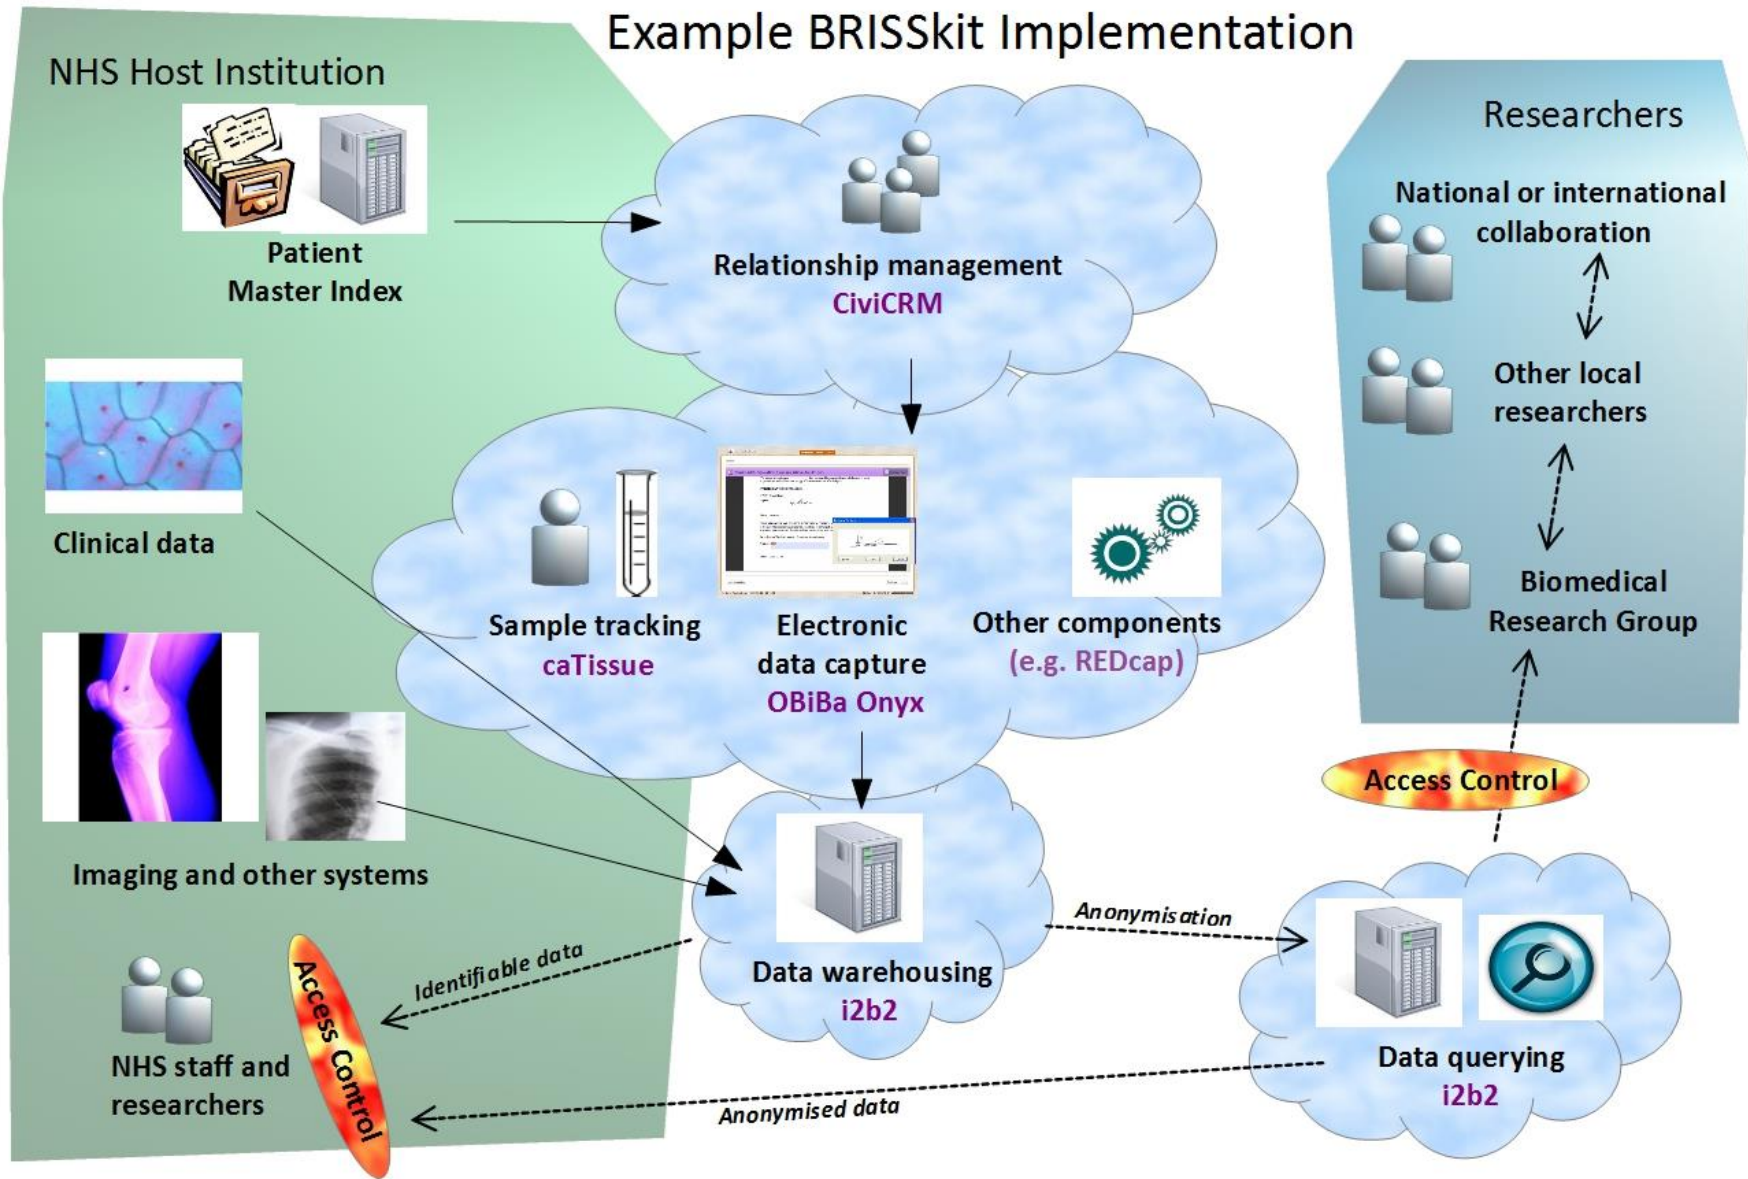 Example BRISSkit Implementation
NHS Host Institution
Patient
Master Index
Clinical data
Imaging and other systems
NHS staff and
researchers
Access Control
Relationship management
CiviCRM
Sample tracking
caTissue
Electronic
data capture
OBiBa Onyx
Other components
(e.g. REDcap)
Data warehousing
i2b2
Identifiable data
Anonymisation
Anonymised data
Data querying
i2b2
Access Control
Researchers
National or international
collaboration
Other local
researchers
Biomedical
Research Group